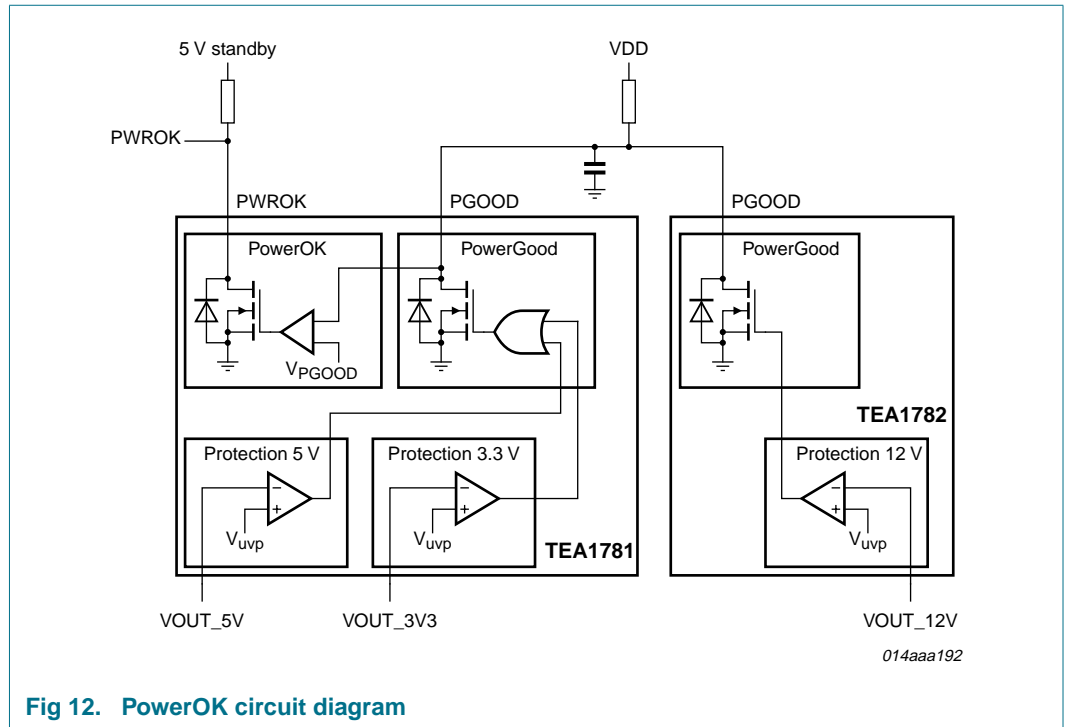 5 V standby
VDD
PWROK
PWROK
PGOOD
PGOOD
PowerOK
PowerGood
PowerGood
VPGOOD
TEA1782
Protection 5 V
Protection 3.3 V
Protection 12 V
−
+
−
+
−
+
Vuvp
Vuvp
Vuvp
TEA1781
VOUT_5V
VOUT_3V3
VOUT_12V
014aaa192
Fig 12. PowerOK circuit diagram